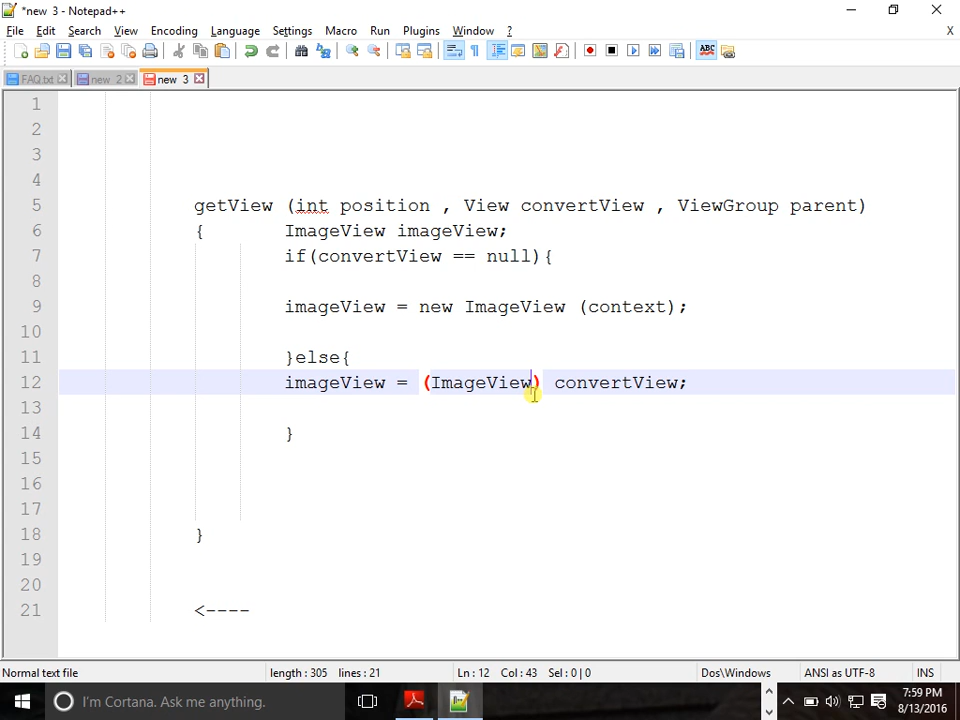 *new 3 - Notepad++
File Edit Search View Encoding Language Settings Macro Run Plugins Window ? X
ABC
FAQ.txt new 2 new 3
1
2
3
4
5 getView (int position , View convertView , ViewGroup parent)
6 { ImageView imageView;
7 if(convertView == null){
8
9 imageView = new ImageView (context);
10
11 }else{
12 imageView = (ImageView) convertView;
13
14 }
15
16
17
18 }
19
20
21 <----
Normal text file length : 305 lines : 21 Ln : 12 Col : 43 Sel : 0 | 0 Dos\Windows ANSI as UTF-8 INS
I'm Cortana. Ask me anything.
7:59 PM
8/13/2016